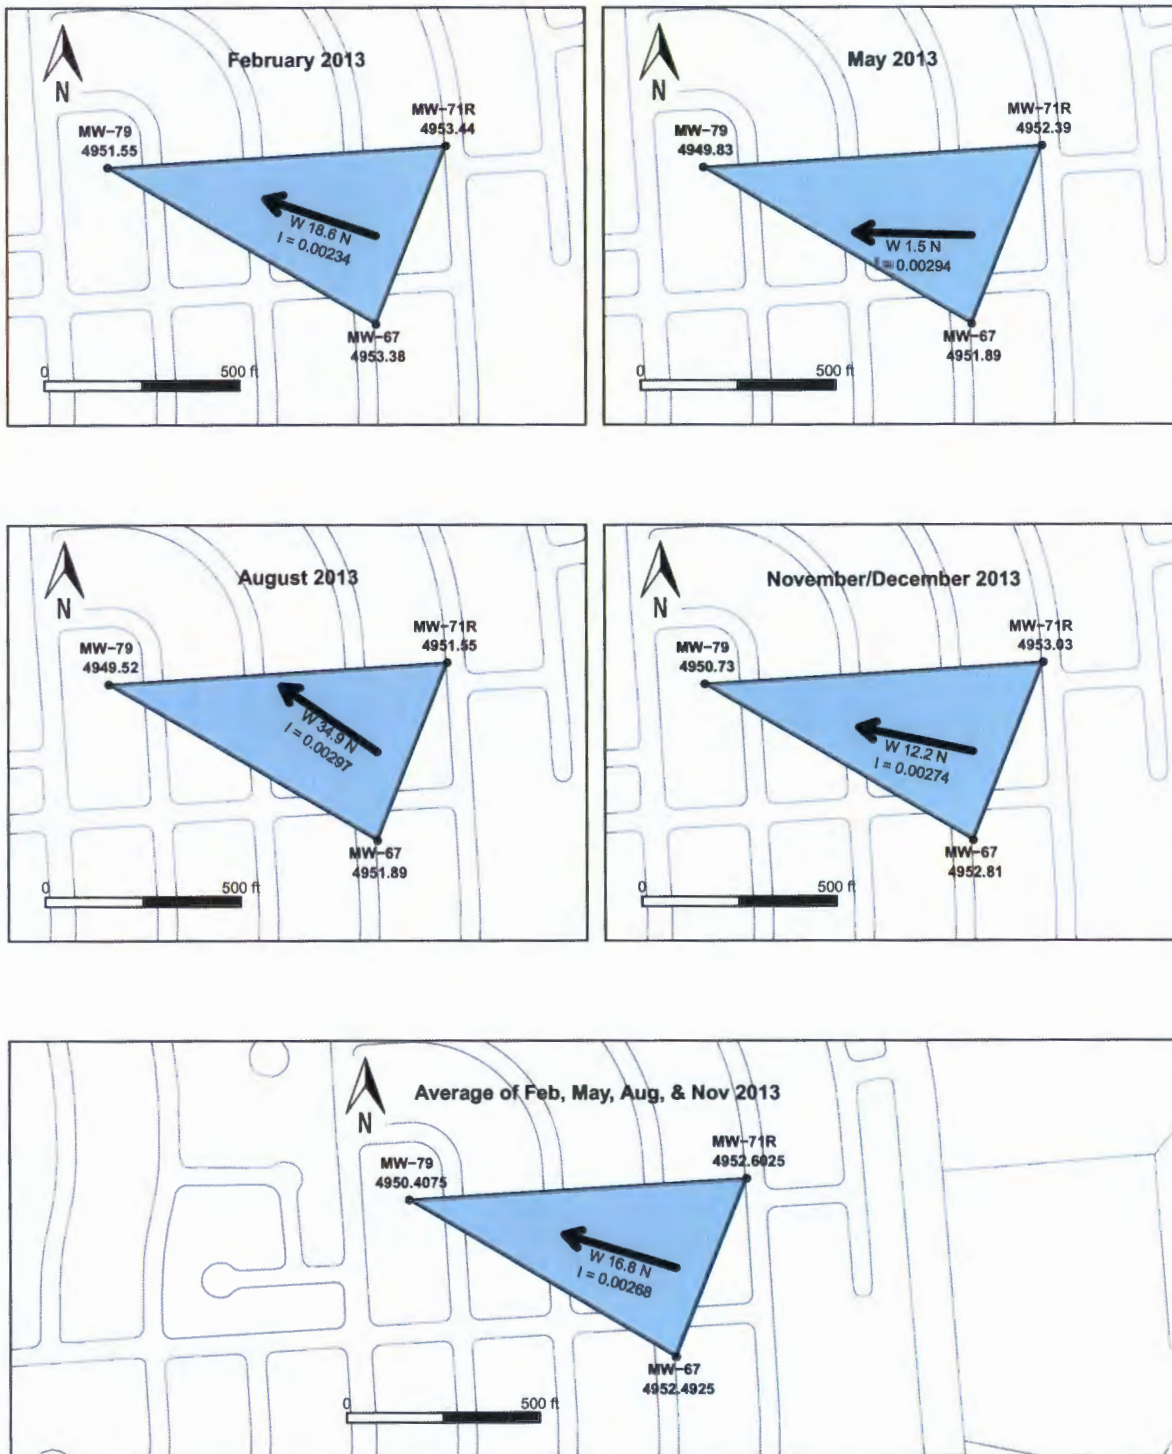 February 2013
N
MW-79
4951.55
MW-71R
4953.44
W 18.6 N
I = 0.00234
MW-67
4953.38
0 500 ft
May 2013
N
MW-79
4949.83
MW-71R
4952.39
W 1.5 N
I = 0.00294
MW-67
4951.89
0 500 ft
August 2013
N
MW-79
4949.52
MW-71R
4951.55
W 34.9 N
I = 0.00297
MW-67
4951.89
0 500 ft
November/December 2013
N
MW-79
4950.73
MW-71R
4953.03
W 12.2 N
I = 0.00274
MW-67
4952.81
0 500 ft
Average of Feb, May, Aug, & Nov 2013
N
MW-79
4950.4075
MW-71R
4952.6025
W 16.8 N
I = 0.00268
MW-67
4952.4925
0 500 ft